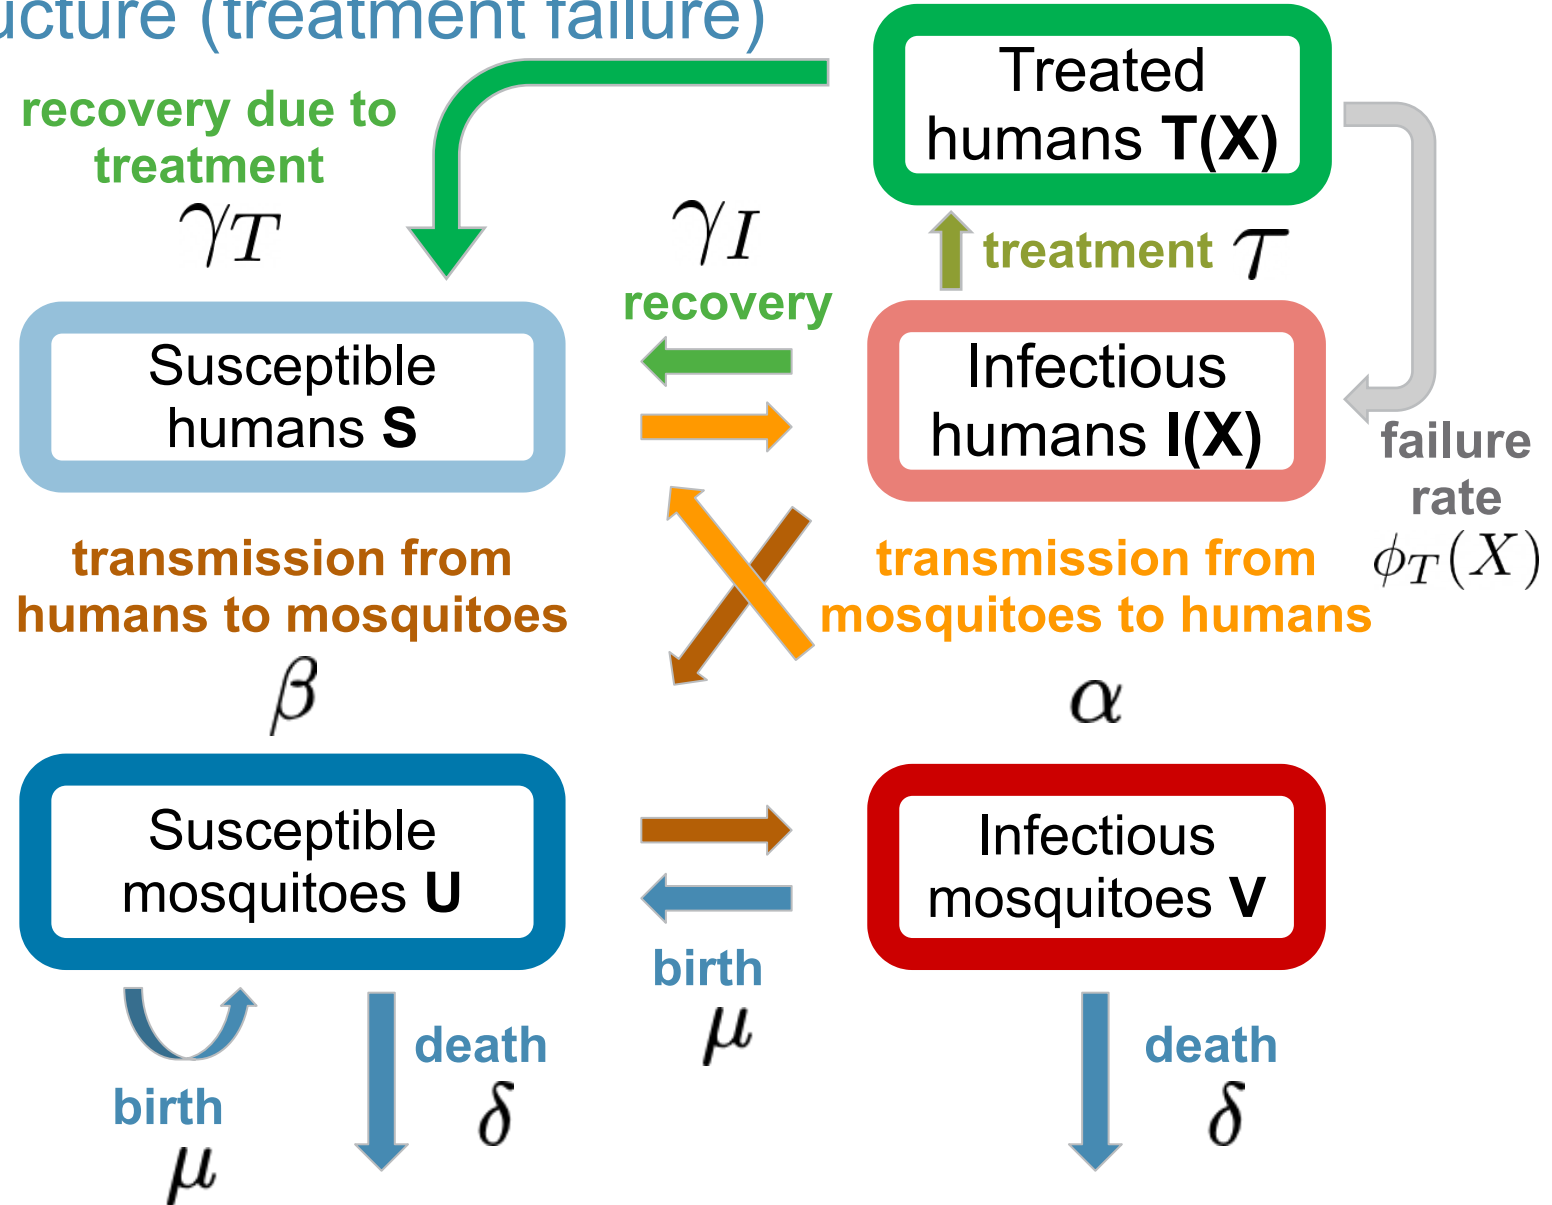 ucture (treatment failure)
recovery due to
treatment
γT
Treated
humans T(X)
γI
recovery
treatment τ
Susceptible
humans S
Infectious
humans I(X)
failure
rate
ϕT(X)
transmission from
humans to mosquitoes
β
transmission from
mosquitoes to humans
α
Susceptible
mosquitoes U
Infectious
mosquitoes V
birth
μ
birth
μ
death
δ
death
δ